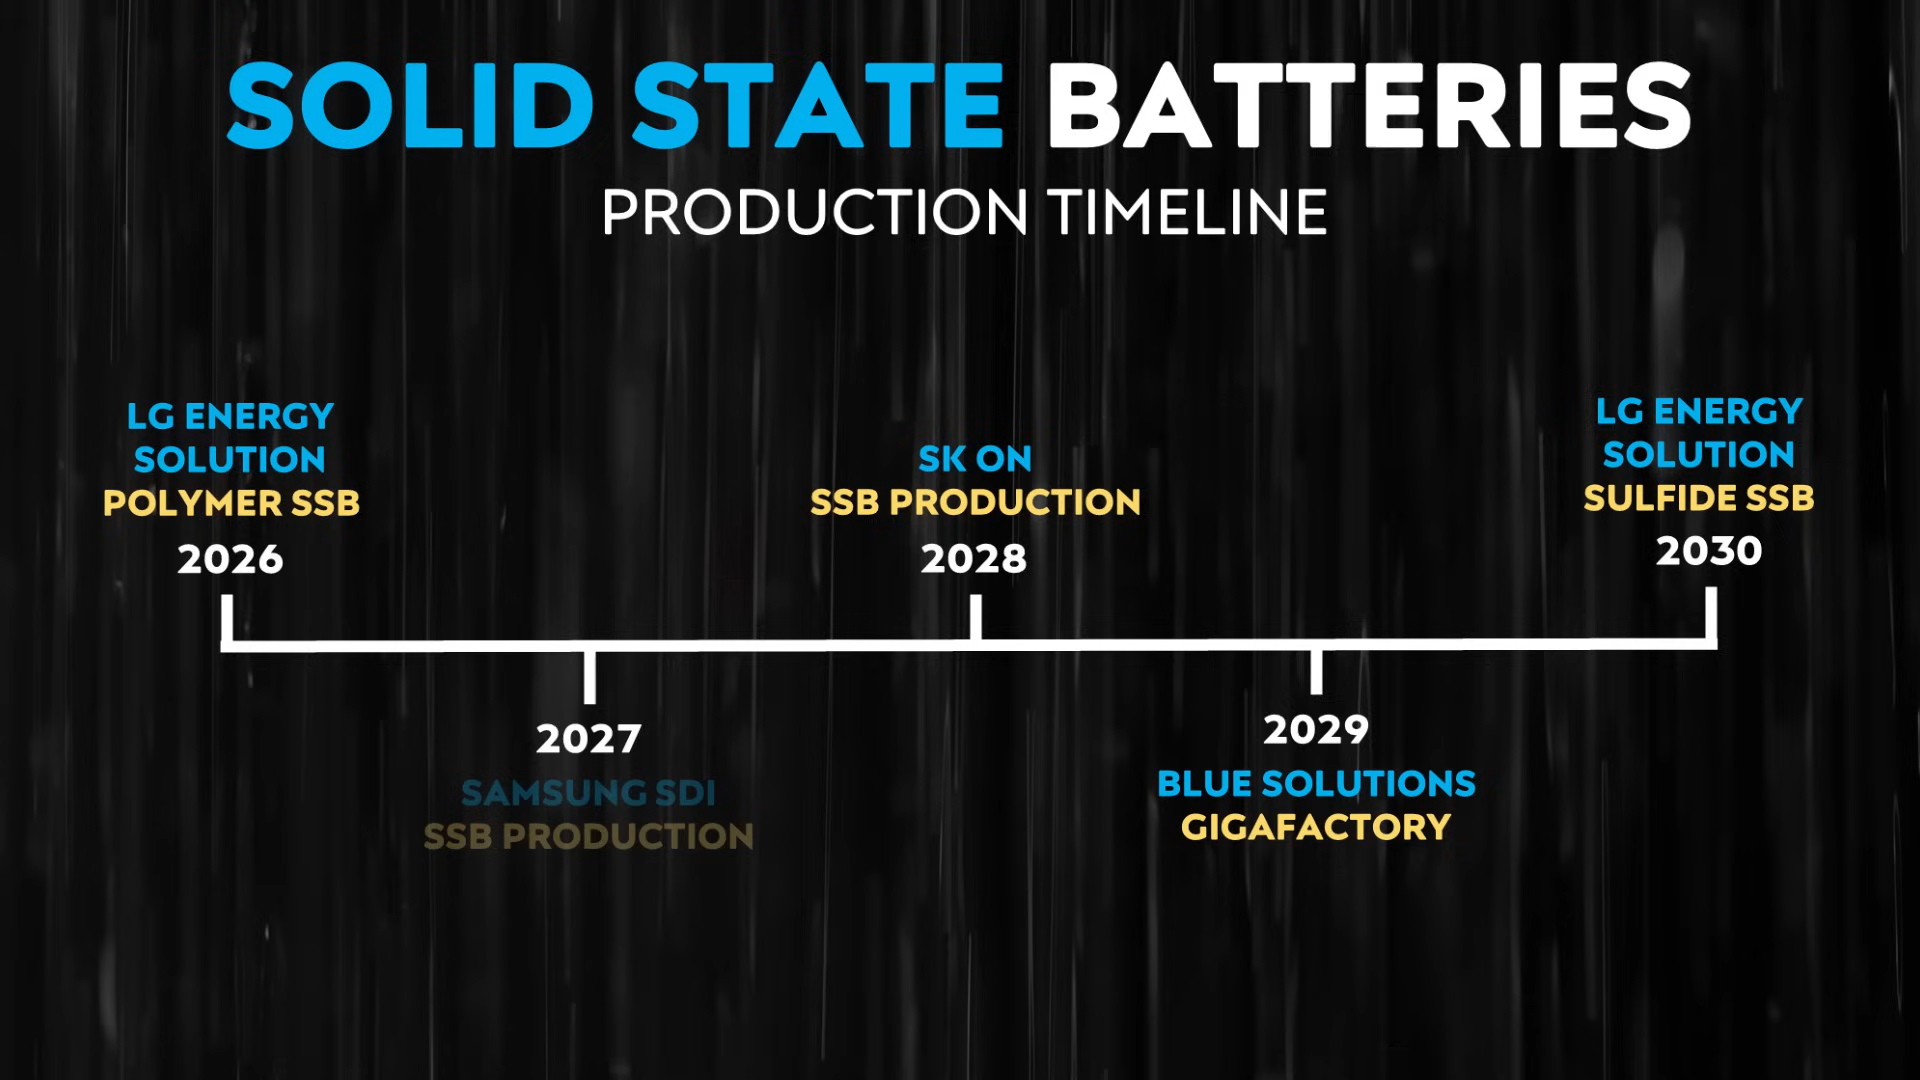 SOLID STATE BATTERIES
PRODUCTION TIMELINE
LG ENERGY
SOLUTION
POLYMER SSB
2026
2027
SAMSUNG SDI
SSB PRODUCTION
SK ON
SSB PRODUCTION
2028
2029
BLUE SOLUTIONS
GIGAFACTORY
LG ENERGY
SOLUTION
SULFIDE SSB
2030